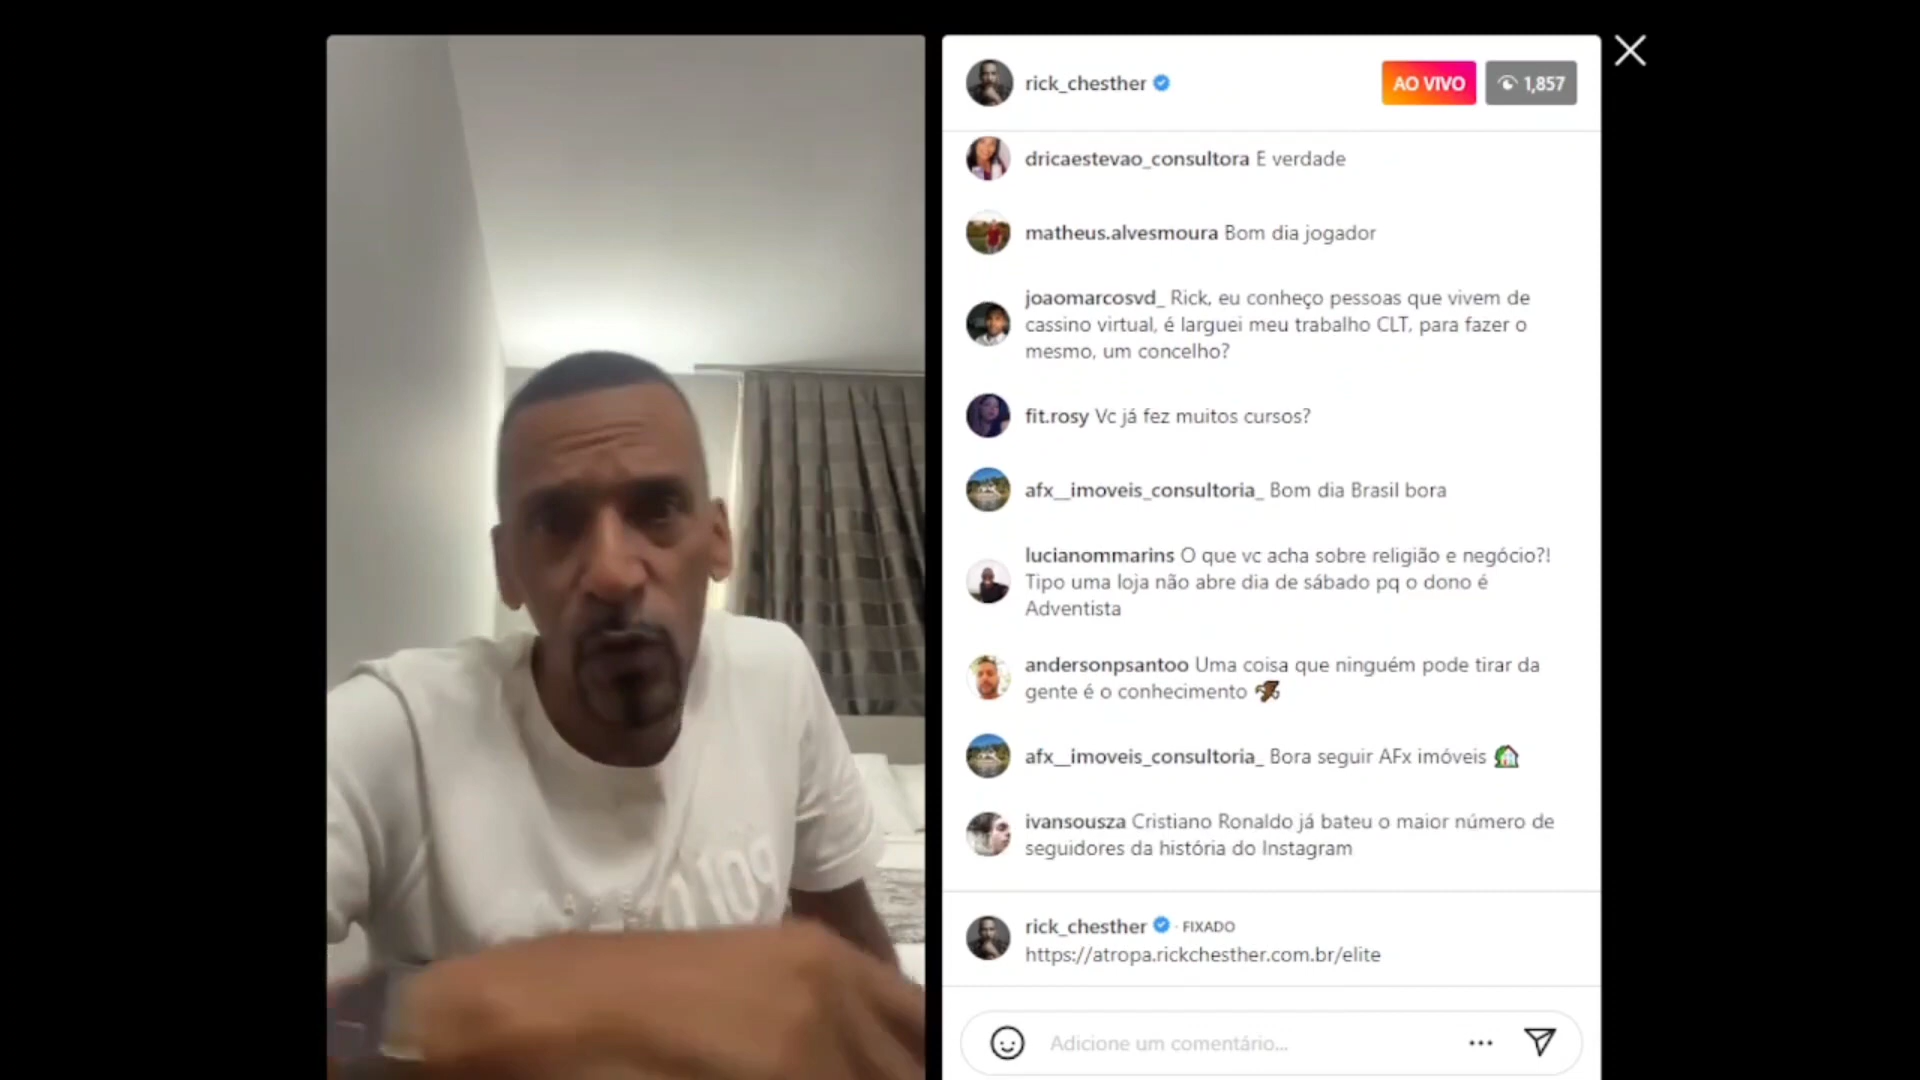 rick_chesther
AO VIVO
1,857
dricaestevao_consultora E verdade
matheus.alvesmoura Bom dia jogador
joaomarcosvd_ Rick, eu conheço pessoas que vivem de
cassino virtual, é larguei meu trabalho CLT, para fazer o
mesmo, um concelho?
fit.rosy Vc já fez muitos cursos?
afx__imoveis_consultoria_ Bom dia Brasil bora
lucianommarins O que vc acha sobre religião e negócio?!
Tipo uma loja não abre dia de sábado pq o dono é
Adventista
andersonpsantoo Uma coisa que ninguém pode tirar da
gente é o conhecimento
afx__imoveis_consultoria_ Bora seguir AFx imóveis
ivansousza Cristiano Ronaldo já bateu o maior número de
seguidores da história do Instagram
rick_chesther · FIXADO
https://atropa.rickchesther.com.br/elite
Adicione um comentário...